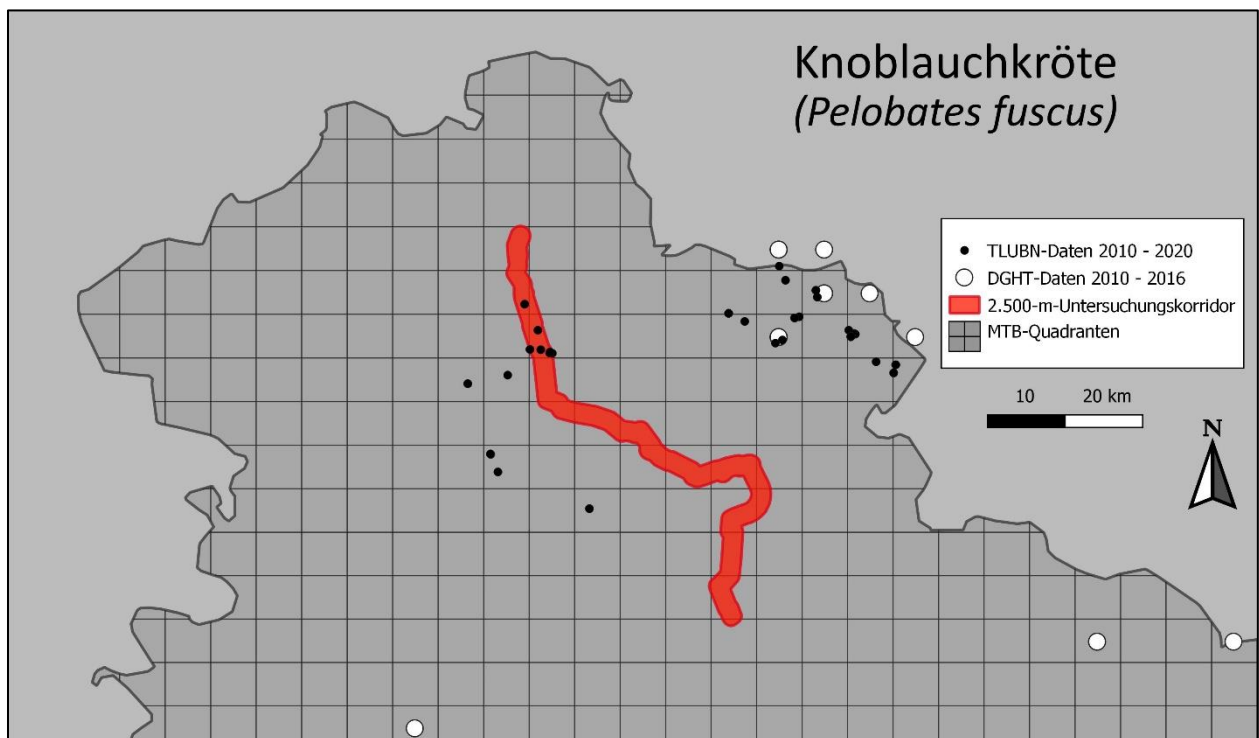 Knoblauchkröte
(Pelobates fuscus)
TLUBN-Daten 2010 - 2020
DGHT-Daten 2010 - 2016
2.500-m-Untersuchungskorridor
MTB-Quadranten
10 20 km
N